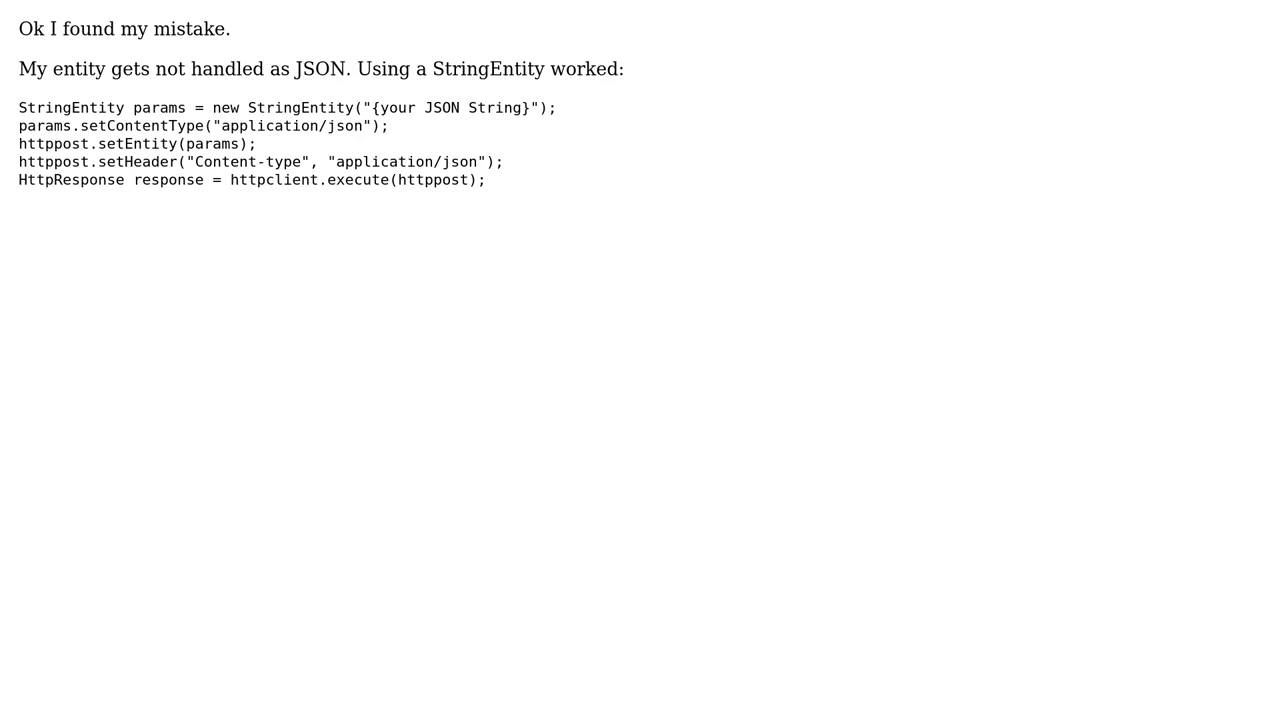 Ok I found my mistake.
My entity gets not handled as JSON. Using a StringEntity worked:
StringEntity params = new StringEntity("{your JSON String}");
params.setContentType("application/json");
httppost.setEntity(params);
httppost.setHeader("Content-type", "application/json");
HttpResponse response = httpclient.execute(httppost);